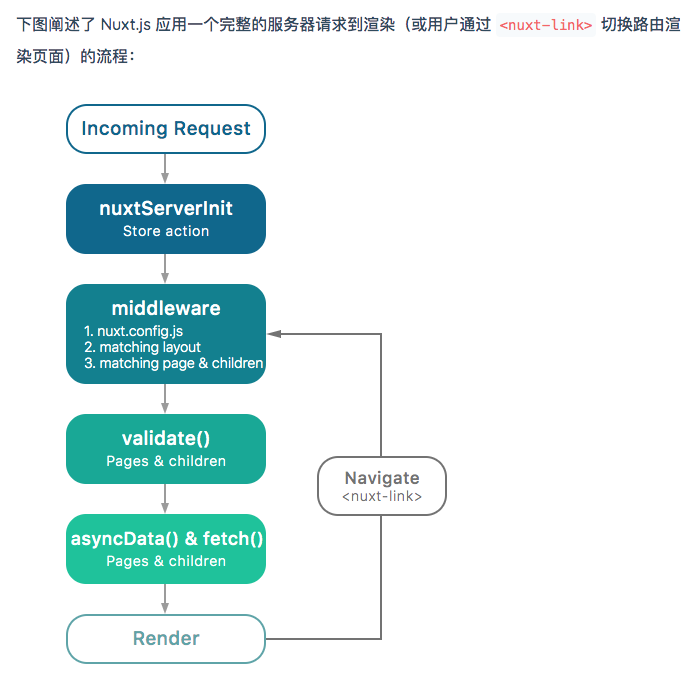 下图阐述了 Nuxt.js 应用一个完整的服务器请求到渲染（或用户通过 <nuxt-link> 切换路由渲
染页面）的流程：
Incoming Request
nuxtServerInit
Store action
middleware
1. nuxt.config.js
2. matching layout
3. matching page & children
validate()
Pages & children
Navigate
<nuxt-link>
asyncData() & fetch()
Pages & children
Render